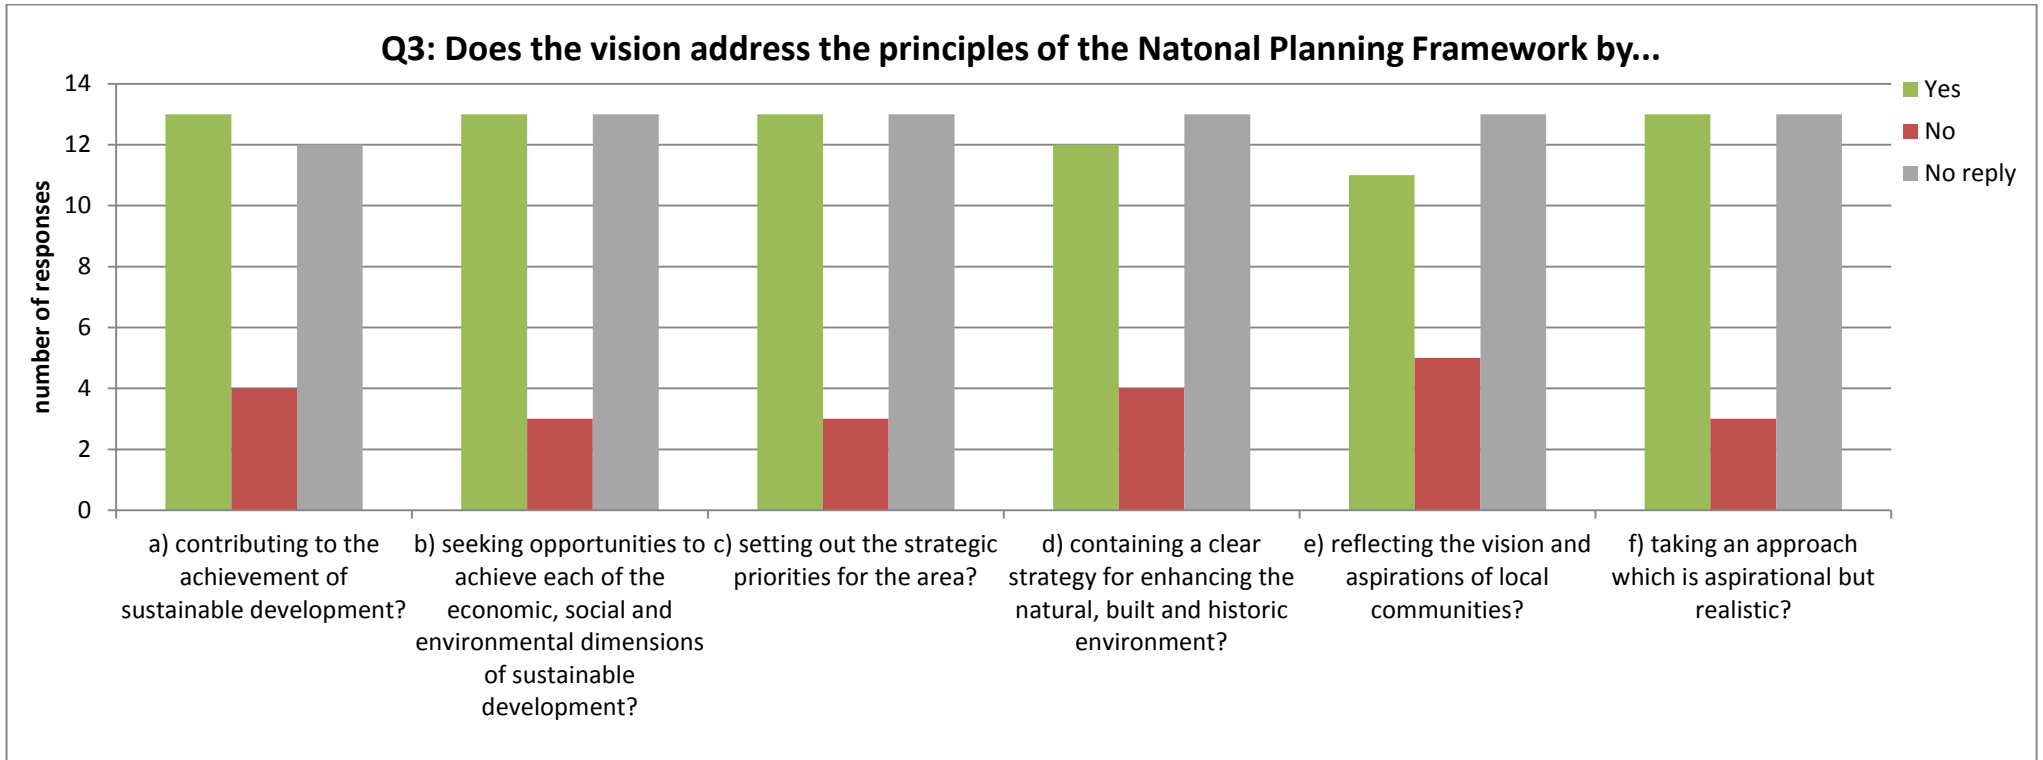 Q3: Does the vision address the principles of the Natonal Planning Framework by...
number of responses
14
12
10
8
6
4
2
0
Yes
No
No reply
a) contributing to the
achievement of
sustainable development?
b) seeking opportunities to
achieve each of the
economic, social and
environmental dimensions
of sustainable
development?
c) setting out the strategic
priorities for the area?
d) containing a clear
strategy for enhancing the
natural, built and historic
environment?
e) reflecting the vision and
aspirations of local
communities?
f) taking an approach
which is aspirational but
realistic?